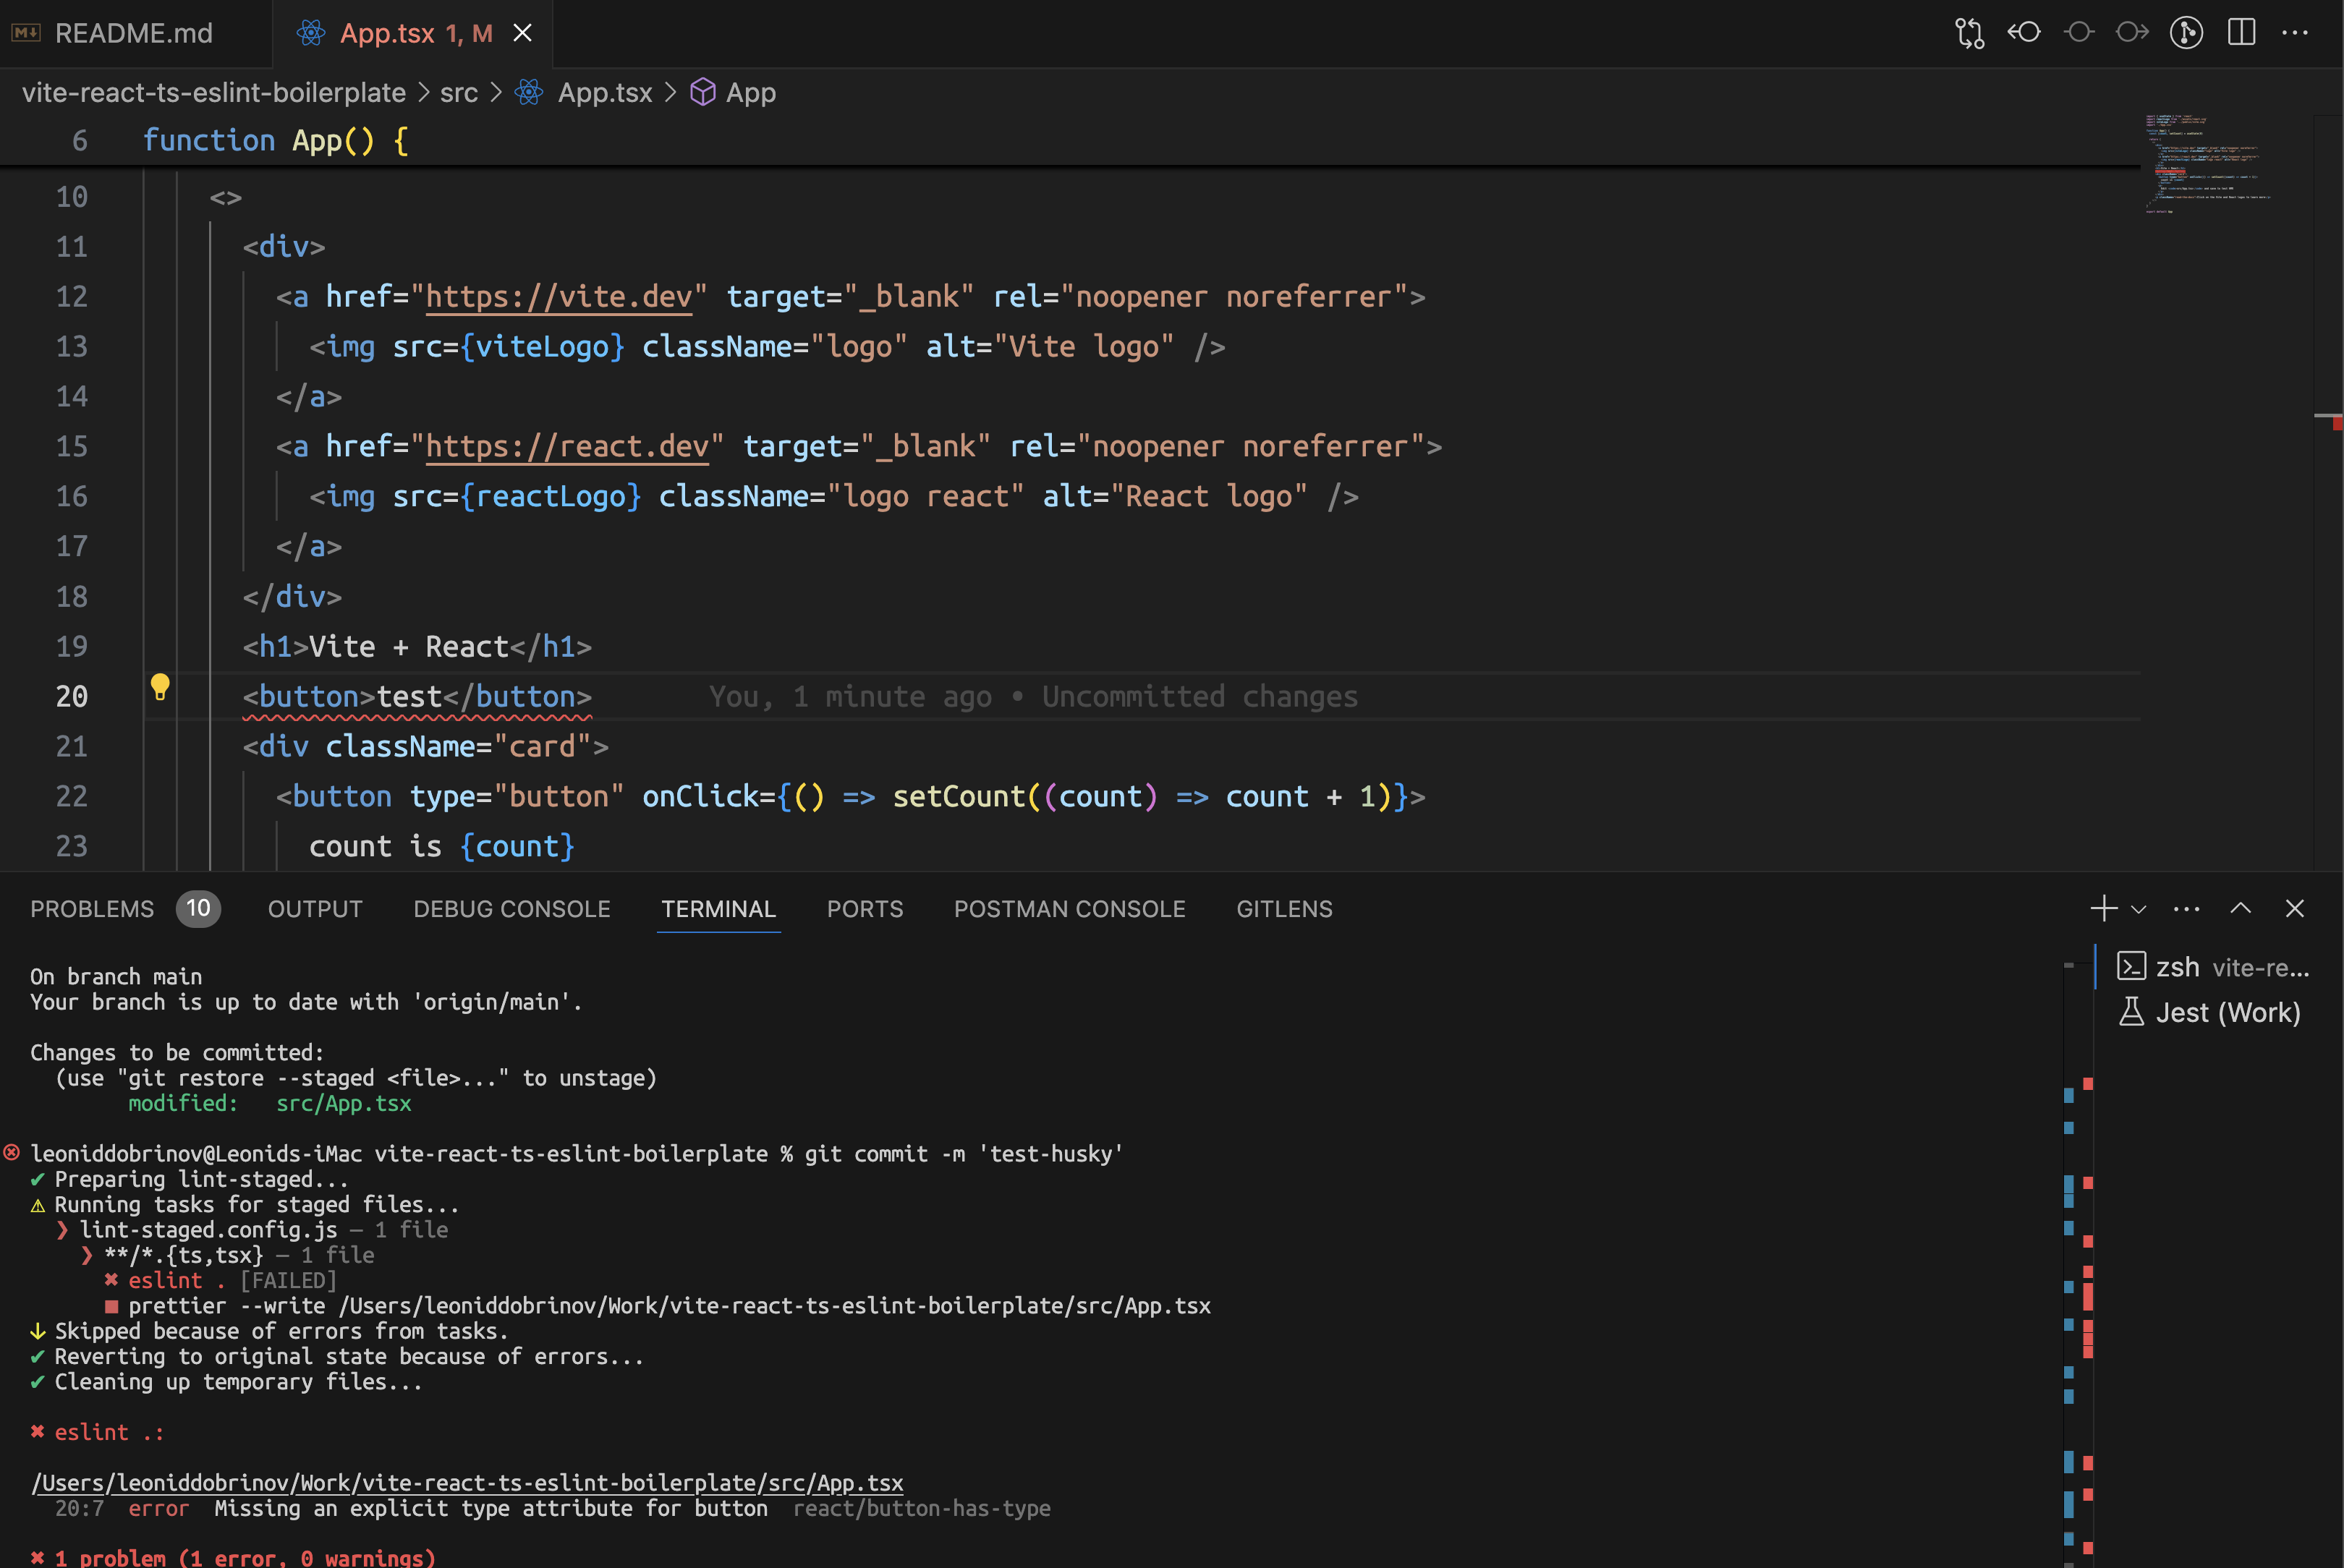 README.md
App.tsx 1, M
vite-react-ts-eslint-boilerplate > src > App.tsx > App
6 function App() {
10 <>
11 <div>
12 <a href="https://vite.dev" target="_blank" rel="noopener noreferrer">
13 <img src={viteLogo} className="logo" alt="Vite logo" />
14 </a>
15 <a href="https://react.dev" target="_blank" rel="noopener noreferrer">
16 <img src={reactLogo} className="logo react" alt="React logo" />
17 </a>
18 </div>
19 <h1>Vite + React</h1>
20 <button>test</button> You, 1 minute ago • Uncommitted changes
21 <div className="card">
22 <button type="button" onClick={() => setCount((count) => count + 1)}>
23 count is {count}
PROBLEMS 10 OUTPUT DEBUG CONSOLE TERMINAL PORTS POSTMAN CONSOLE GITLENS
zsh vite-re...
Jest (Work)
On branch main
Your branch is up to date with 'origin/main'.
Changes to be committed:
(use "git restore --staged <file>..." to unstage)
modified: src/App.tsx
leoniddobrinov@Leonids-iMac vite-react-ts-eslint-boilerplate % git commit -m 'test-husky'
✔ Preparing lint-staged...
⚠ Running tasks for staged files...
❯ lint-staged.config.js — 1 file
❯ **/*.{ts,tsx} — 1 file
✖ eslint . [FAILED]
■ prettier --write /Users/leoniddobrinov/Work/vite-react-ts-eslint-boilerplate/src/App.tsx
↓ Skipped because of errors from tasks.
✔ Reverting to original state because of errors...
✔ Cleaning up temporary files...
✖ eslint .:
/Users/leoniddobrinov/Work/vite-react-ts-eslint-boilerplate/src/App.tsx
20:7 error Missing an explicit type attribute for button react/button-has-type
✖ 1 problem (1 error, 0 warnings)